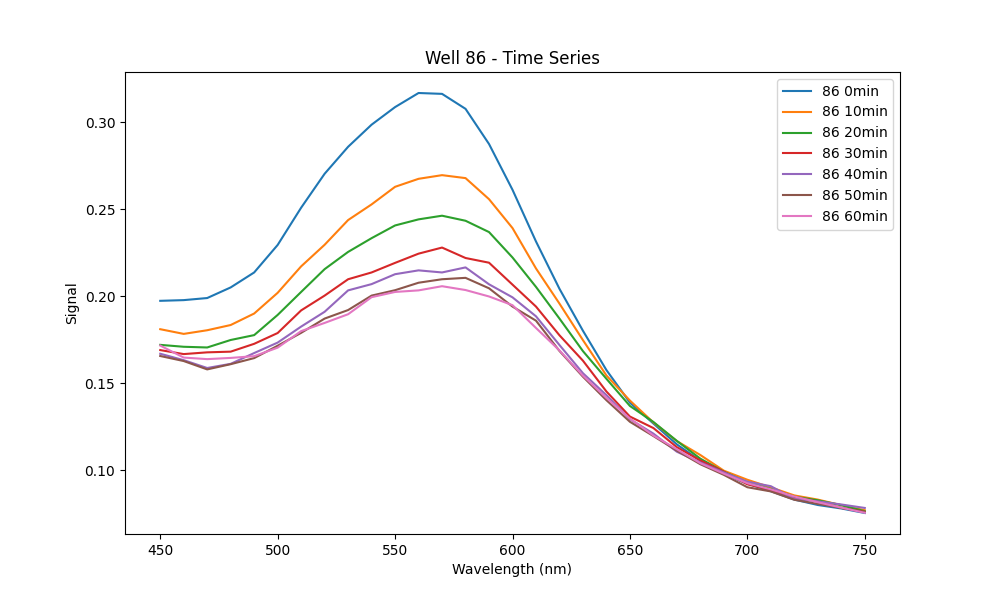 Well 86 - Time Series
86 0min
86 10min
86 20min
86 30min
86 40min
86 50min
86 60min
Signal
0.30
0.25
0.20
0.15
0.10
450 500 550 600 650 700 750
Wavelength (nm)